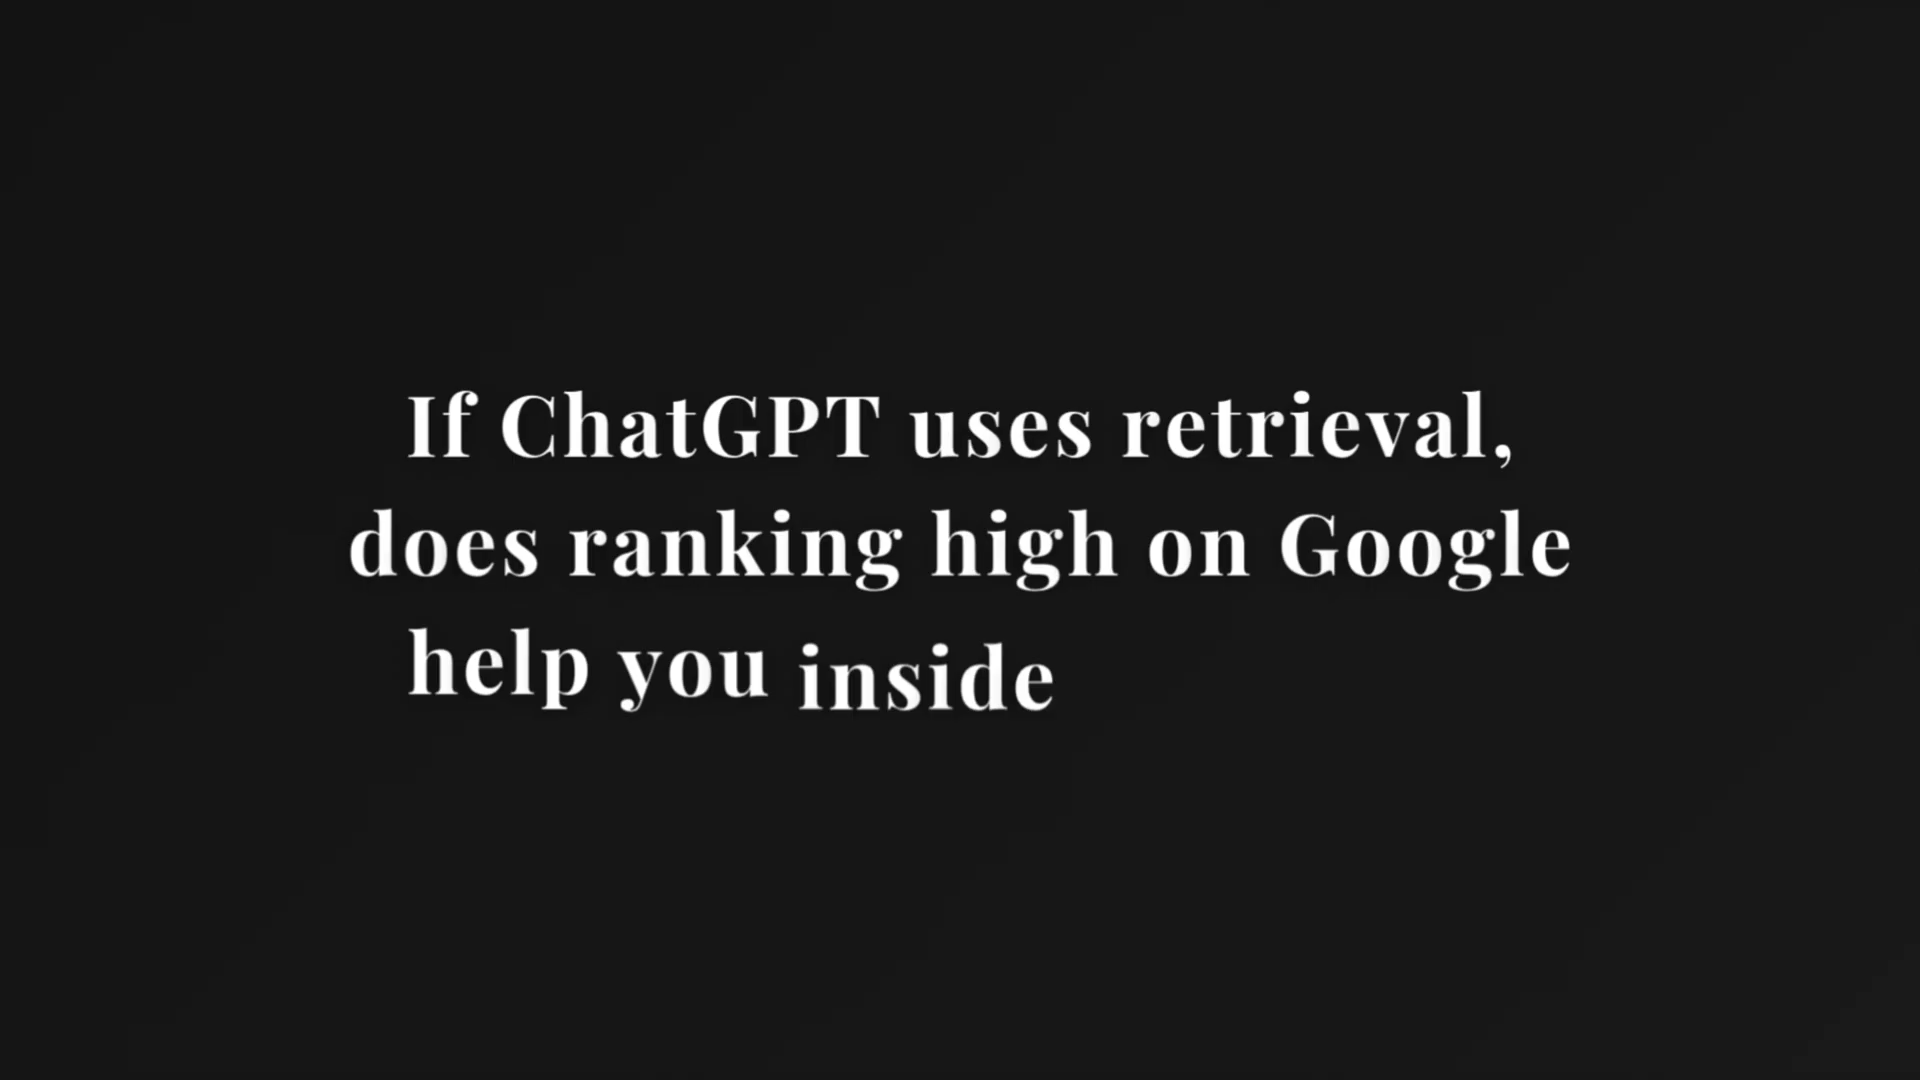 If ChatGPT uses retrieval,
does ranking high on Google
help you inside